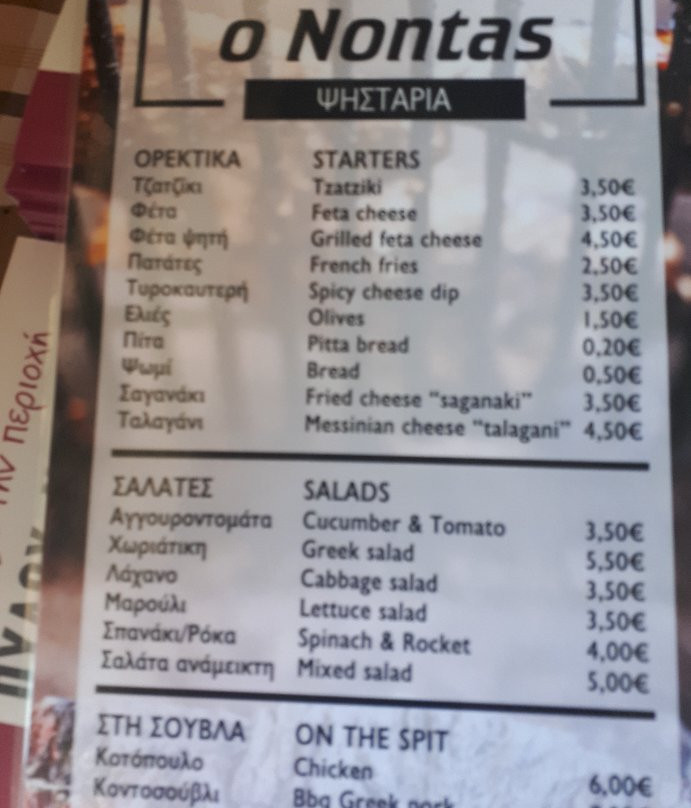 ο Nontas
ΨΗΣΤΑΡΙΑ
ΟΡΕΚΤΙΚΑ STARTERS
Τζατζίκι Tzatziki 3,50€
Φέτα Feta cheese 3,50€
Φέτα ψητή Grilled feta cheese 4,50€
Πατάτες French fries 2,50€
Τυροκαυτερή Spicy cheese dip 3,50€
Ελιές Olives 1,50€
Πίτα Pitta bread 0,20€
Ψωμί Bread 0,50€
Σαγανάκι Fried cheese "saganaki" 3,50€
Ταλαγάνι Messinian cheese "talagani" 4,50€
ΣΑΛΑΤΕΣ SALADS
Αγγουροντομάτα Cucumber & Tomato 3,50€
Χωριάτικη Greek salad 5,50€
Λάχανο Cabbage salad 3,50€
Μαρούλι Lettuce salad 3,50€
Σπανάκι/Ρόκα Spinach & Rocket 4,00€
Σαλάτα ανάμεικτη Mixed salad 5,00€
ΣΤΗ ΣΟΥΒΛΑ ON THE SPIT
Κοτόπουλο Chicken 6,00€
Κοντοσούβλι Bbq Greek pork
περιοχή